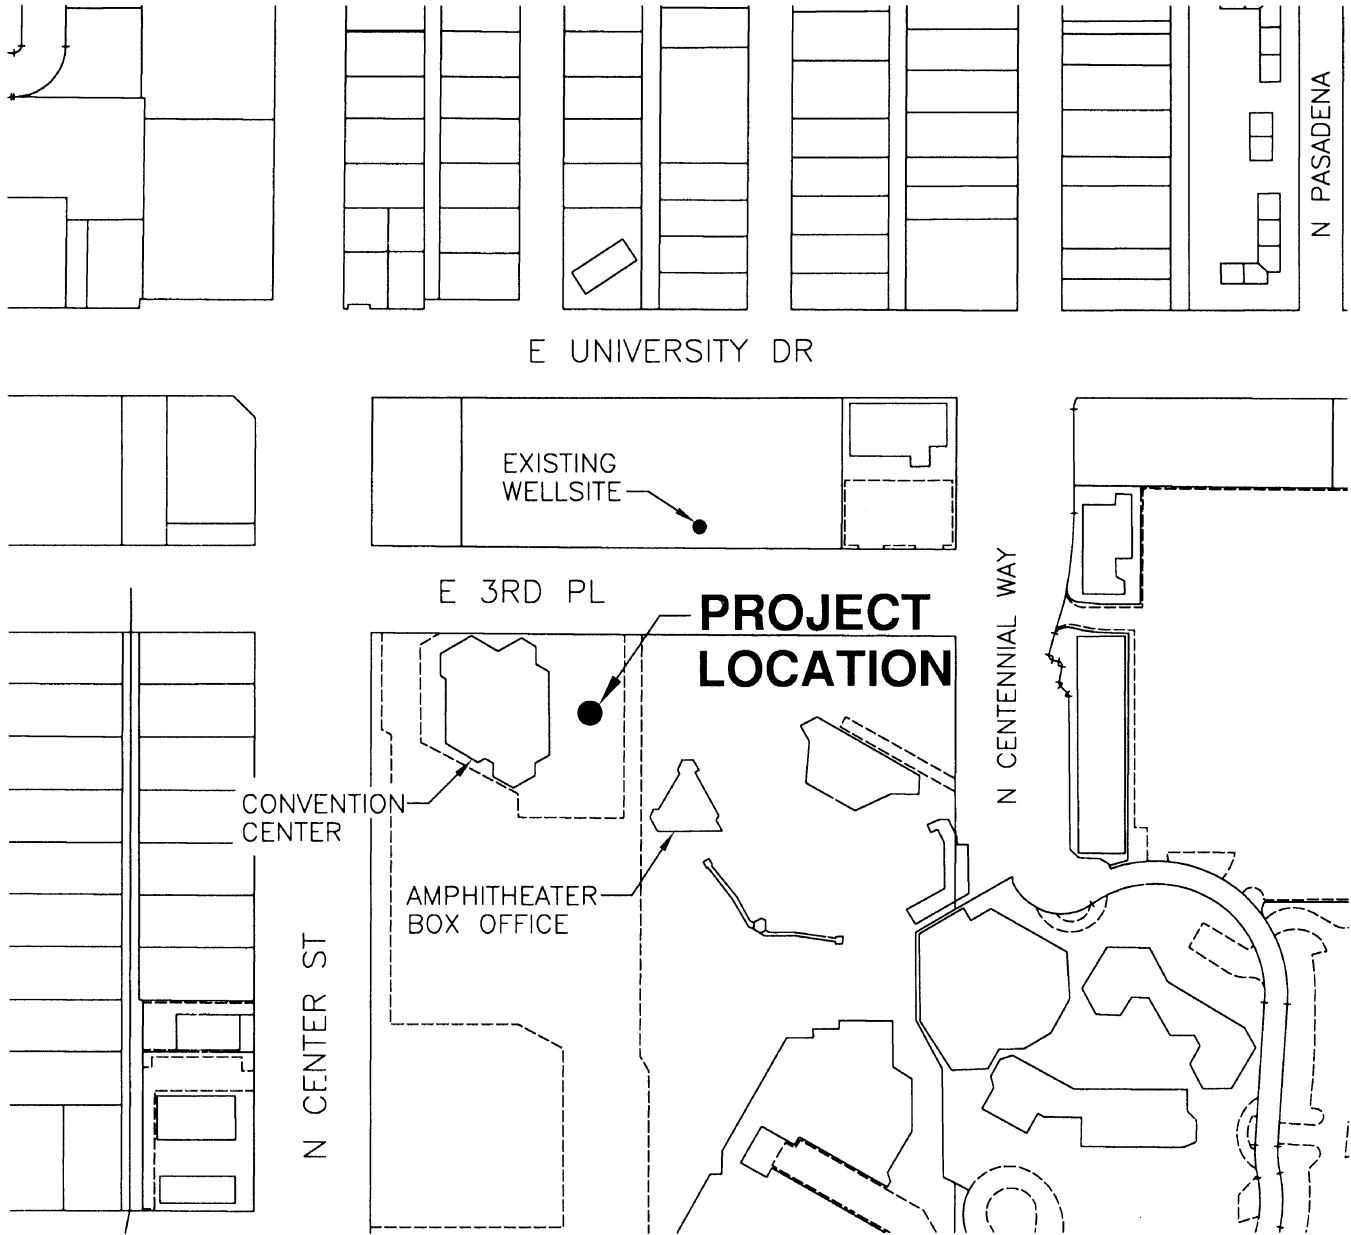 N PASADENA
E UNIVERSITY DR
EXISTING
WELLSITE
E 3RD PL
PROJECT
LOCATION
N CENTENNIAL WAY
CONVENTION
CENTER
AMPHITHEATER
BOX OFFICE
N CENTER ST